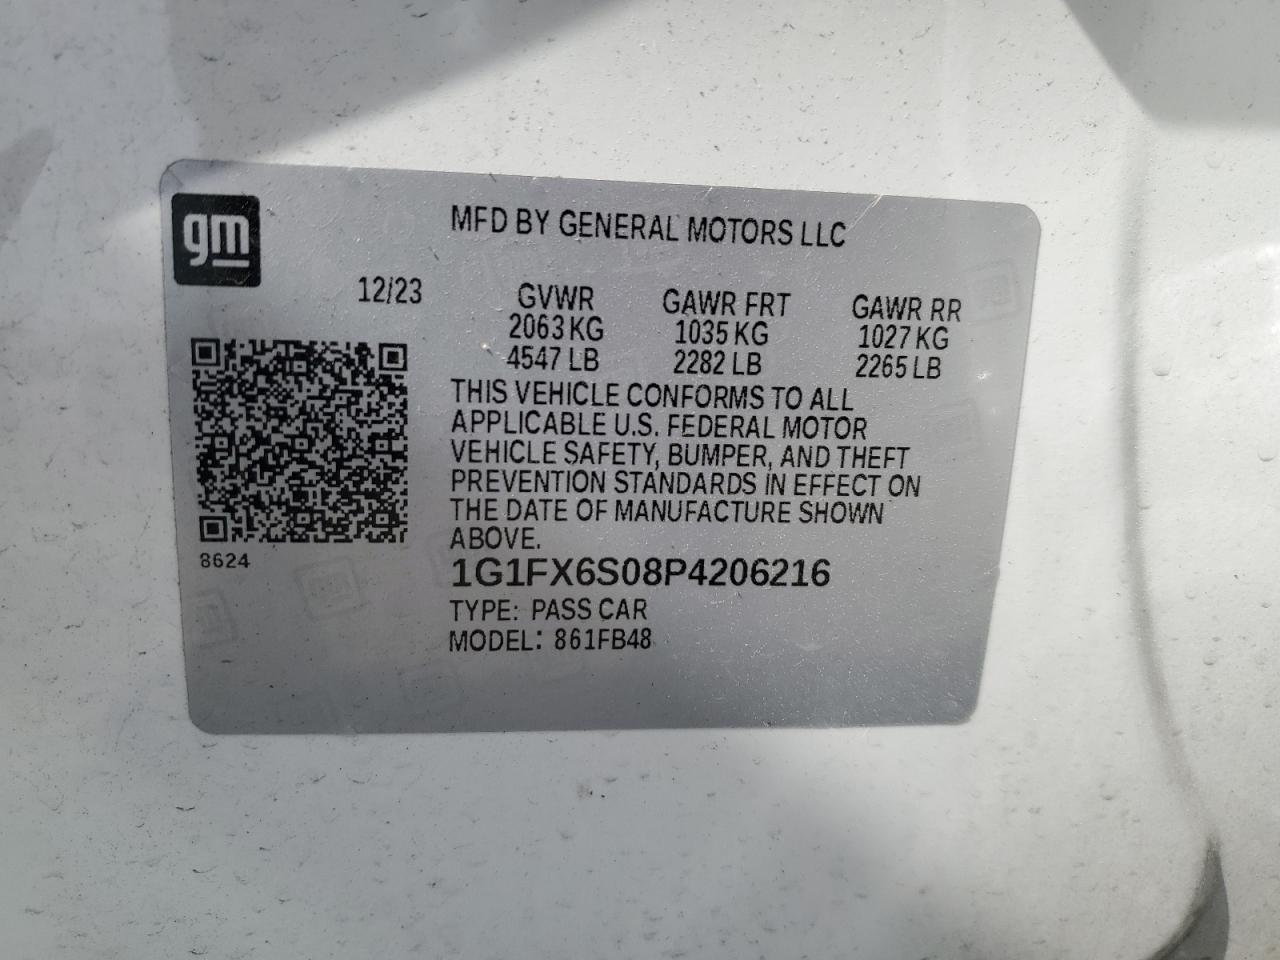 gm
MFD BY GENERAL MOTORS LLC
12/23
GVWR GAWR FRT GAWR RR
2063 KG 1035 KG 1027 KG
4547 LB 2282 LB 2265 LB
THIS VEHICLE CONFORMS TO ALL
APPLICABLE U.S. FEDERAL MOTOR
VEHICLE SAFETY, BUMPER, AND THEFT
PREVENTION STANDARDS IN EFFECT ON
THE DATE OF MANUFACTURE SHOWN
ABOVE.
8624
1G1FX6S08P4206216
TYPE: PASS CAR
MODEL: 861FB48